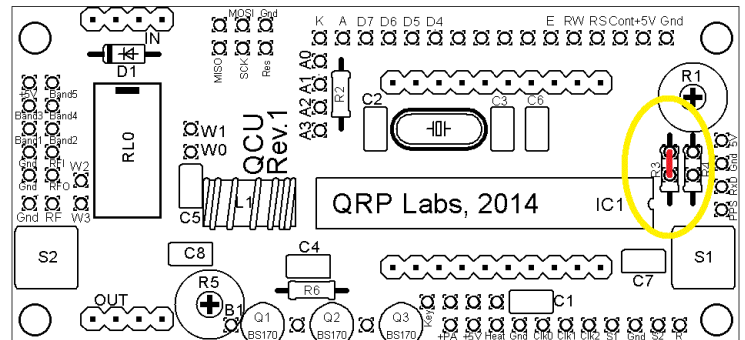 MOSI Gnd
K A D7 D6 D5 D4 E RW RS Cont +5V Gnd
IN
MISO SCK Res
D1
A0
A1
A2
A3
R2
R1
+5V Band5
Band3 Band4
Band1 Band2
Gnd RFI
Gnd RFO
Gnd RF
W2
W3
RL0
W1
W0
QCU
Rev.1
C2
C3
C6
R3
R4
5V
RxD
PPS
Gnd
C5
L1
QRP Labs, 2014
IC1
S2
C8
C4
R6
C7
S1
OUT
R5
B1
Q1
BS170
Q2
BS170
Q3
BS170
Key
C1
+PA +5V Heat Gnd Clk0 Clk1 Clk2 S1 Gnd S2 R